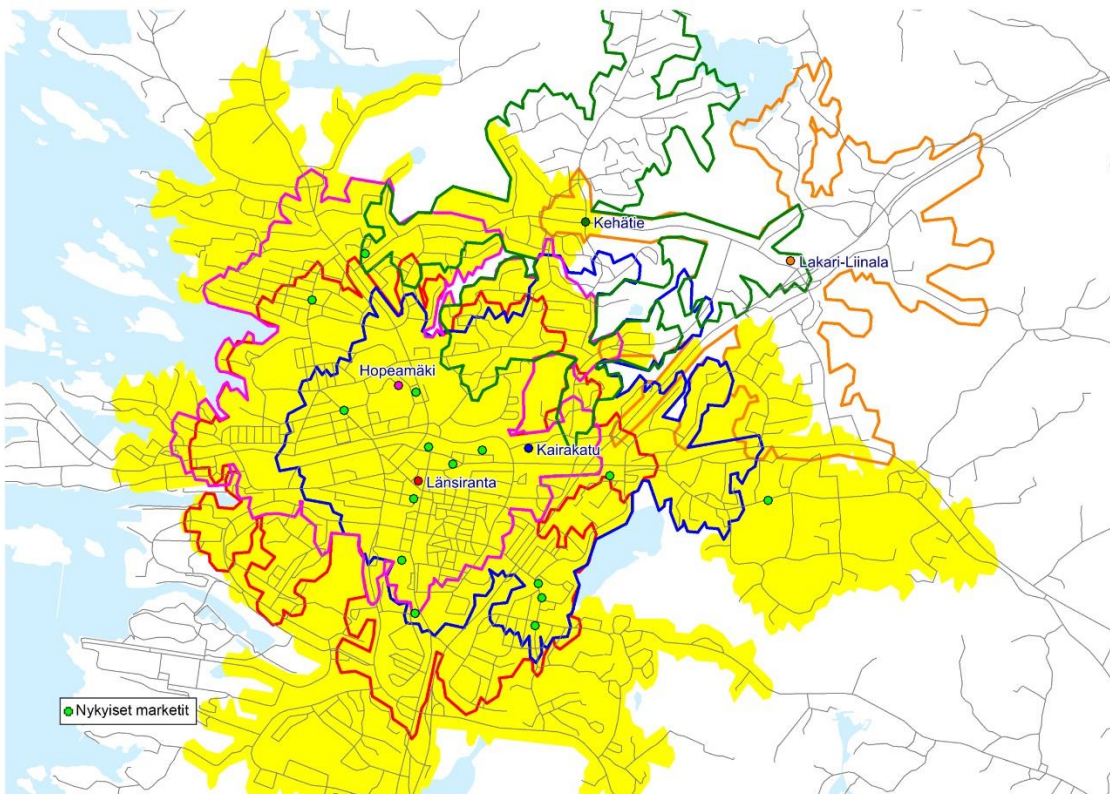 Kehätie
Lakari-Liinala
Hopeamäki
Kairakatu
Länsiranta
Nykyiset marketit